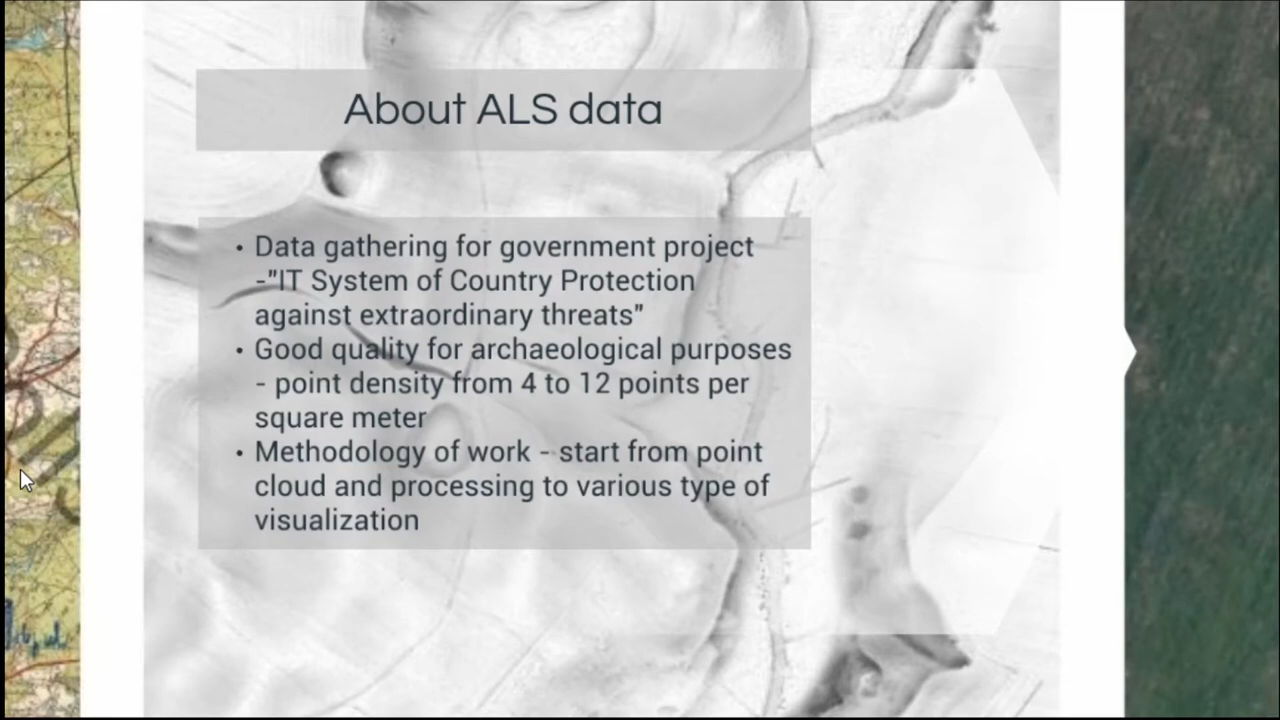 About ALS data
• Data gathering for government project
-"IT System of Country Protection
against extraordinary threats"
• Good quality for archaeological purposes
- point density from 4 to 12 points per
square meter
• Methodology of work - start from point
cloud and processing to various type of
visualization